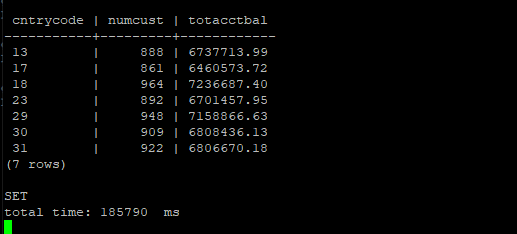 cntrycode | numcust | totacctbal
-----------+---------+------------
13 | 888 | 6737713.99
17 | 861 | 6460573.72
18 | 964 | 7236687.40
23 | 892 | 6701457.95
29 | 948 | 7158866.63
30 | 909 | 6808436.13
31 | 922 | 6806670.18
(7 rows)
SET
total time: 185790  ms